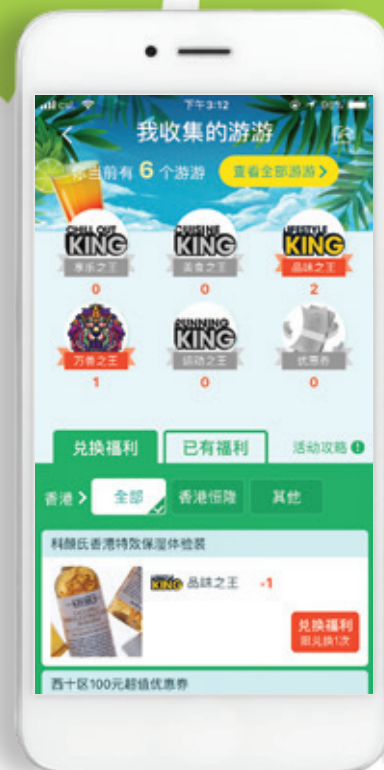 csl
下午3:12
我收集的游游
你当前有 6 个游游
查看全部游游>
CHILL OUT KING
CUISINE KING
LIFESTYLE KING
享乐之王
美食之王
品味之王
0
0
2
RUNNING KING
万兽之王
运动之王
优惠券
1
0
0
兑换福利
已有福利
活动攻略
香港>
全部
香港恒隆
其他
科颜氏香港特效保湿体验装
KING 品味之王 ×1
兑换福利
限兑换1次
西十区100元超值优惠券